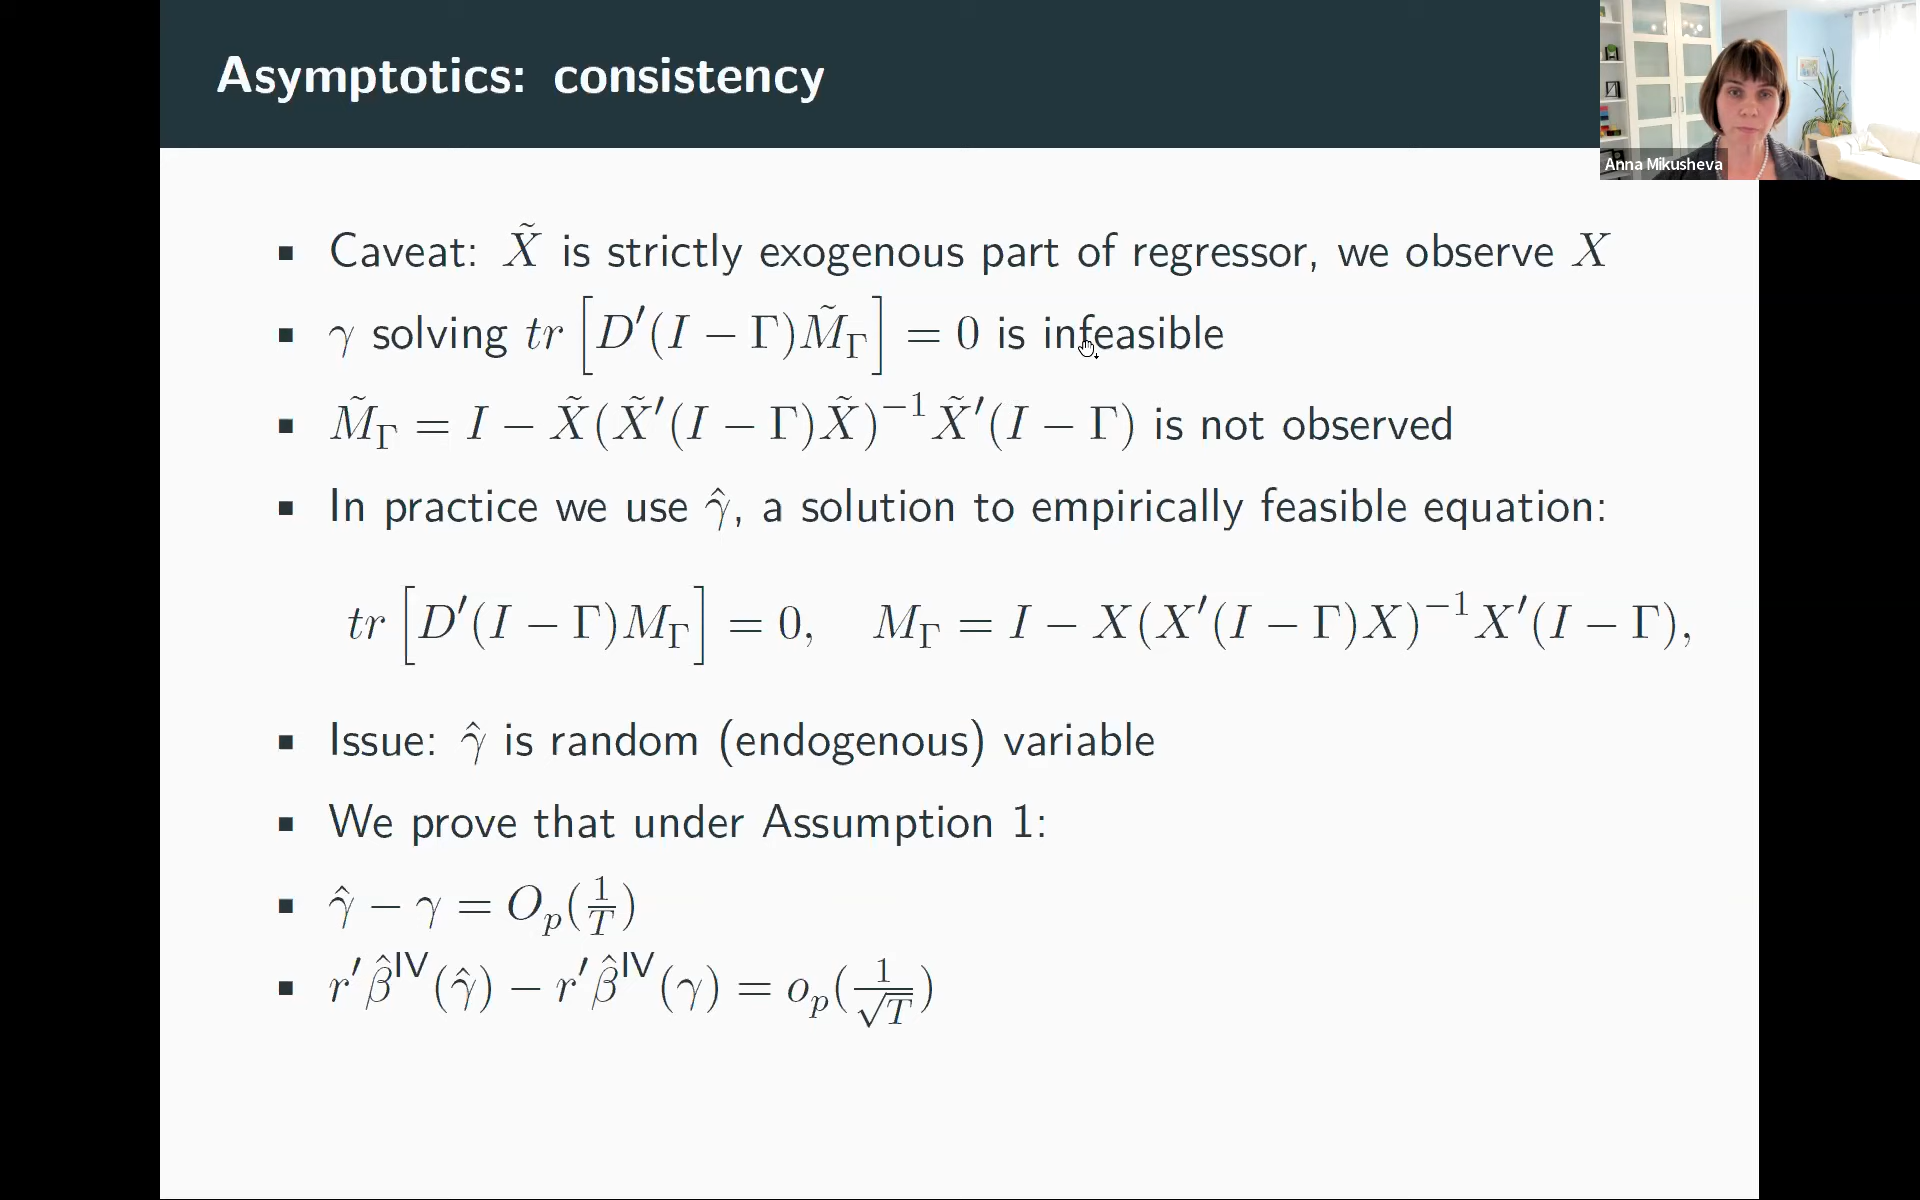 Asymptotics: consistency
Anna Mikusheva
▪ Caveat: X̃ is strictly exogenous part of regressor, we observe X
▪ γ solving tr[D′(I − Γ)M̃_Γ] = 0 is infeasible
▪ M̃_Γ = I − X̃(X̃′(I − Γ)X̃)⁻¹X̃′(I − Γ) is not observed
▪ In practice we use γ̂, a solution to empirically feasible equation:
tr[D′(I − Γ)M_Γ] = 0, M_Γ = I − X(X′(I − Γ)X)⁻¹X′(I − Γ),
▪ Issue: γ̂ is random (endogenous) variable
▪ We prove that under Assumption 1:
▪ γ̂ − γ = O_p(1/T)
▪ r′β̂^IV(γ̂) − r′β̂^IV(γ) = o_p(1/√T)